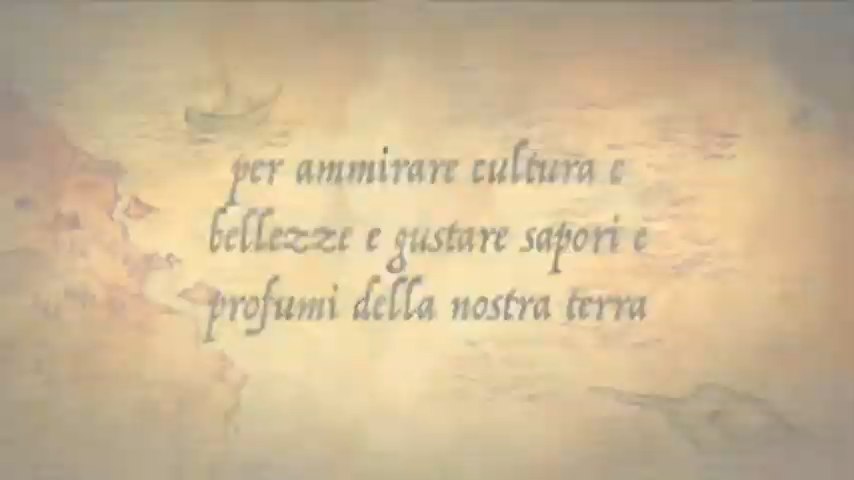 per ammirare cultura e
bellezze e gustare sapori e
profumi della nostra terra